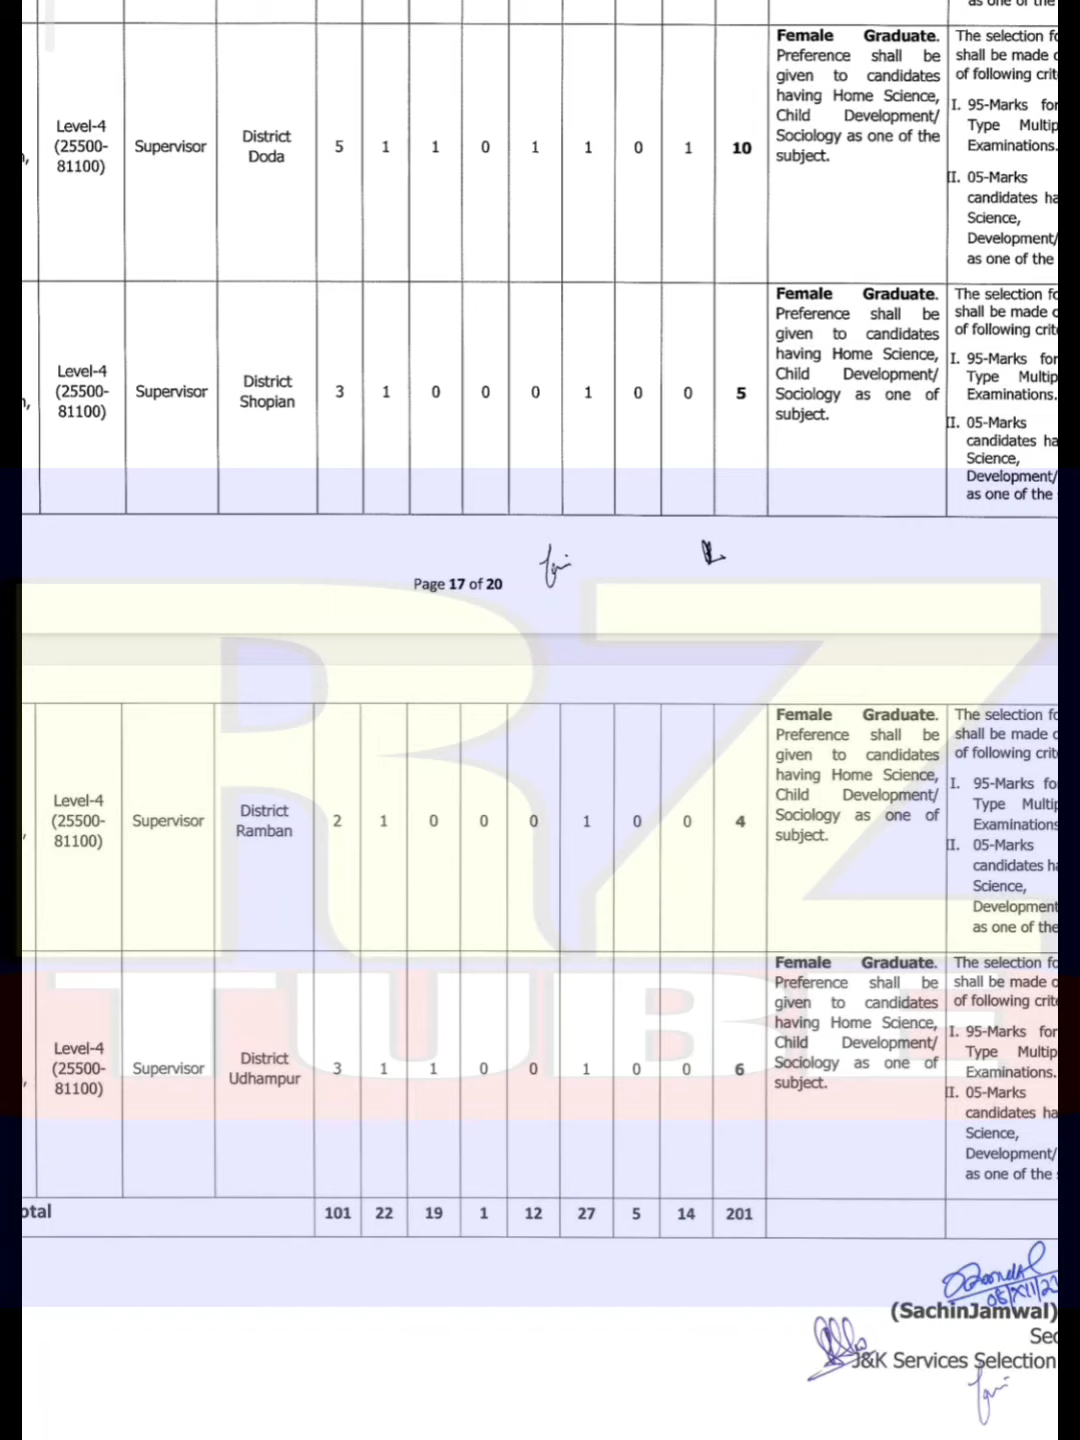 as one of the
Female Graduate. Preference shall be given to candidates having Home Science, Child Development/ Sociology as one of the subject.
The selection fo
shall be made o
of following crit
I. 95-Marks for
Type Multip
Examinations.
II. 05-Marks
candidates ha
Science,
Development/
as one of the
Level-4
(25500-
81100)
Supervisor
District
Doda
5 1 1 0 1 1 0 1 10
Female Graduate.
Preference shall be
given to candidates
having Home Science,
Child Development/
Sociology as one of
subject.
The selection fo
shall be made o
of following crit
I. 95-Marks for
Type Multip
Examinations.
II. 05-Marks
candidates ha
Science,
Development/
as one of the
Level-4
(25500-
81100)
Supervisor
District
Shopian
3 1 0 0 0 1 0 0 5
Page 17 of 20
RZ
TUBE
Level-4
(25500-
81100)
Supervisor
District
Ramban
2 1 0 0 0 1 0 0 4
Female Graduate.
Preference shall be
given to candidates
having Home Science,
Child Development/
Sociology as one of
subject.
The selection fo
shall be made o
of following crit
I. 95-Marks fo
Type Multip
Examinations
II. 05-Marks
candidates ha
Science,
Development
as one of the
Level-4
(25500-
81100)
Supervisor
District
Udhampur
3 1 1 0 0 1 0 0 6
Female Graduate.
Preference shall be
given to candidates
having Home Science,
Child Development/
Sociology as one of
subject.
The selection fo
shall be made o
of following crite
I. 95-Marks for
Type Multip
Examinations.
II. 05-Marks
candidates ha
Science,
Development/
as one of the
otal 101 22 19 1 12 27 5 14 201
(SachinJamwal)
Sec
J&K Services Selection